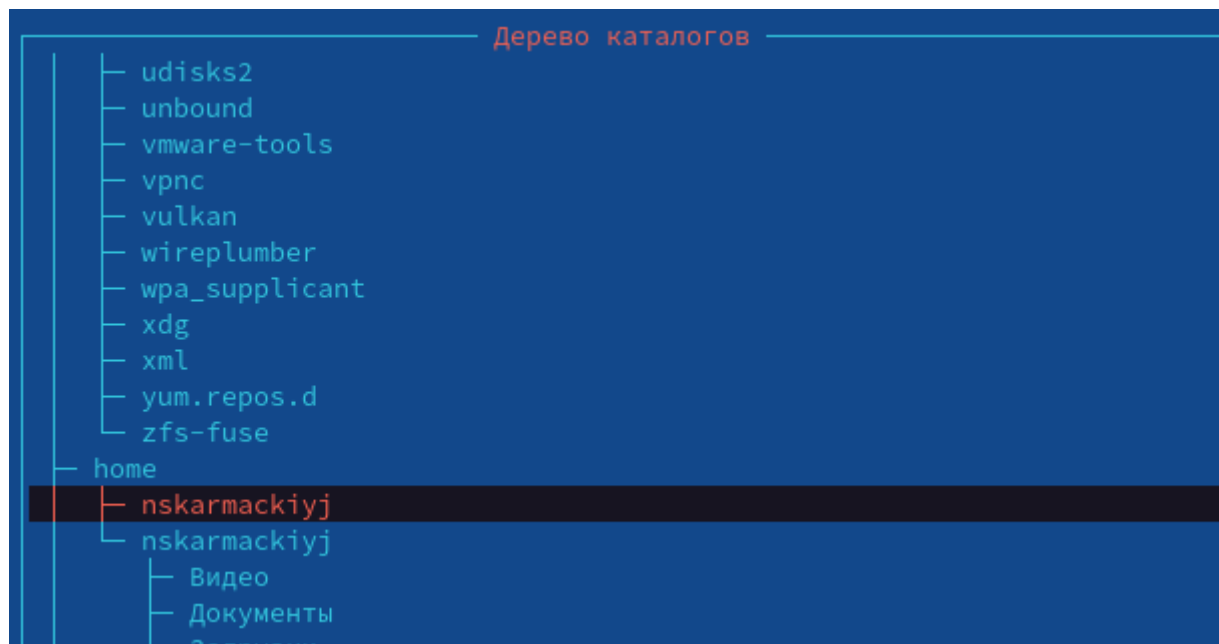 Дерево каталогов
udisks2
unbound
vmware-tools
vpnc
vulkan
wireplumber
wpa_supplicant
xdg
xml
yum.repos.d
zfs-fuse
home
nskarmackiyj
nskarmackiyj
Видео
Документы